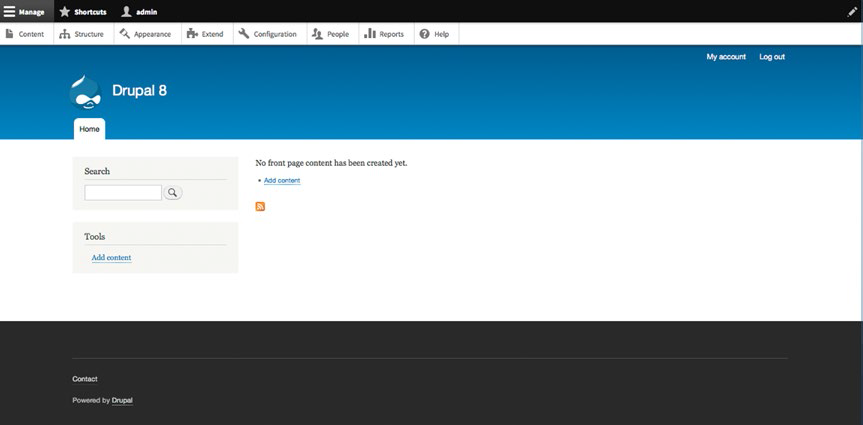 Manage Shortcuts admin
Content Structure Appearance Extend Configuration People Reports Help
My account Log out
Drupal 8
Home
Search
No front page content has been created yet.
Add content
Tools
Add content
Contact
Powered by Drupal